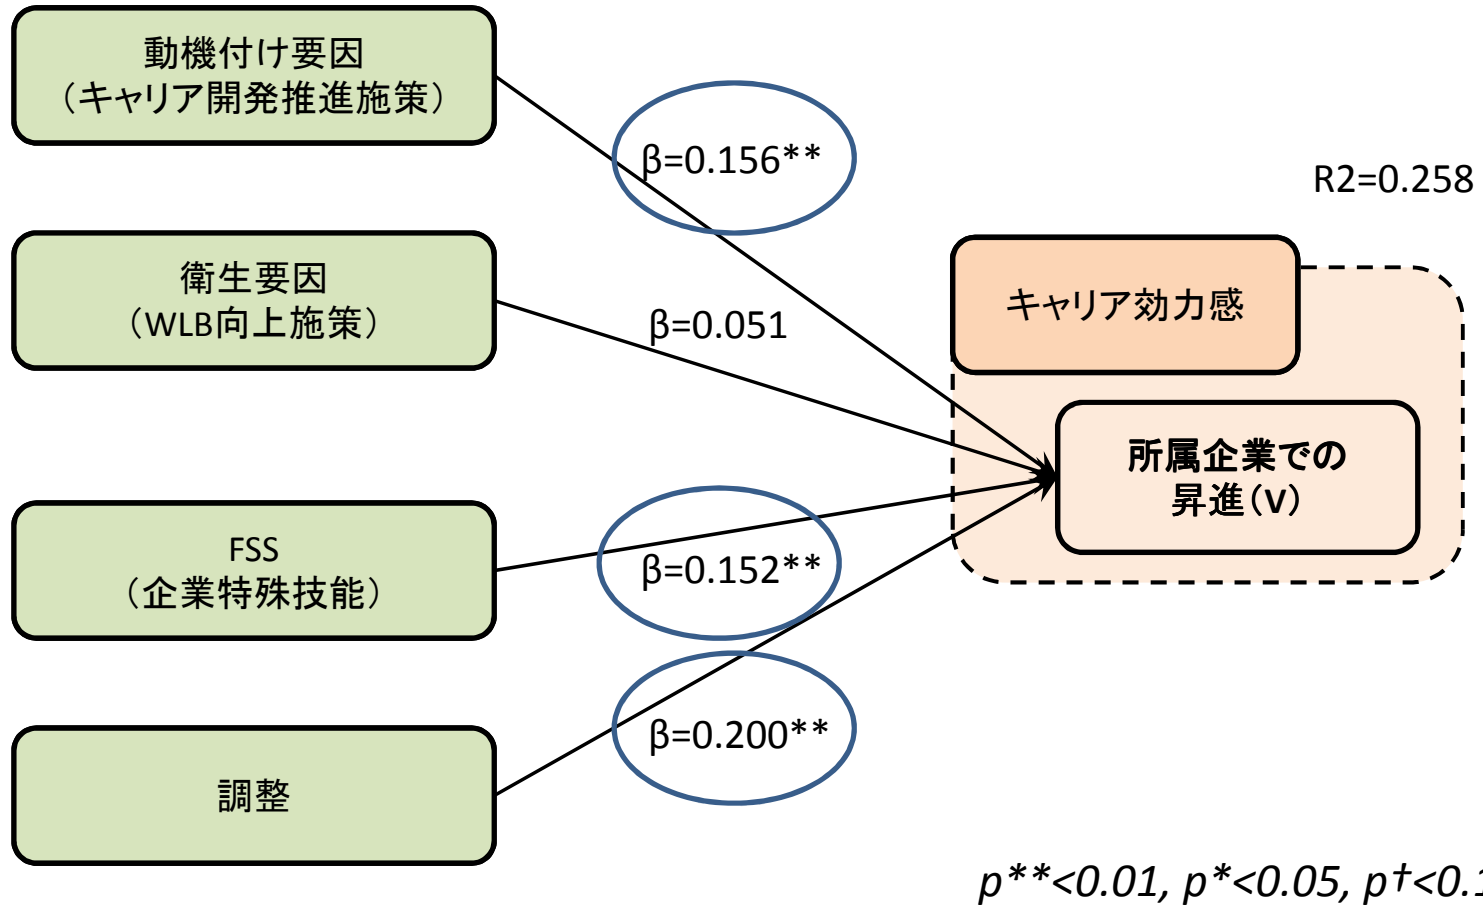 動機付け要因
（キャリア開発推進施策）
β=0.156**
R2=0.258
衛生要因
（WLB向上施策）
β=0.051
キャリア効力感
所属企業での
昇進（V）
FSS
（企業特殊技能）
β=0.152**
β=0.200**
調整
p**<0.01, p*<0.05, p†<0.1